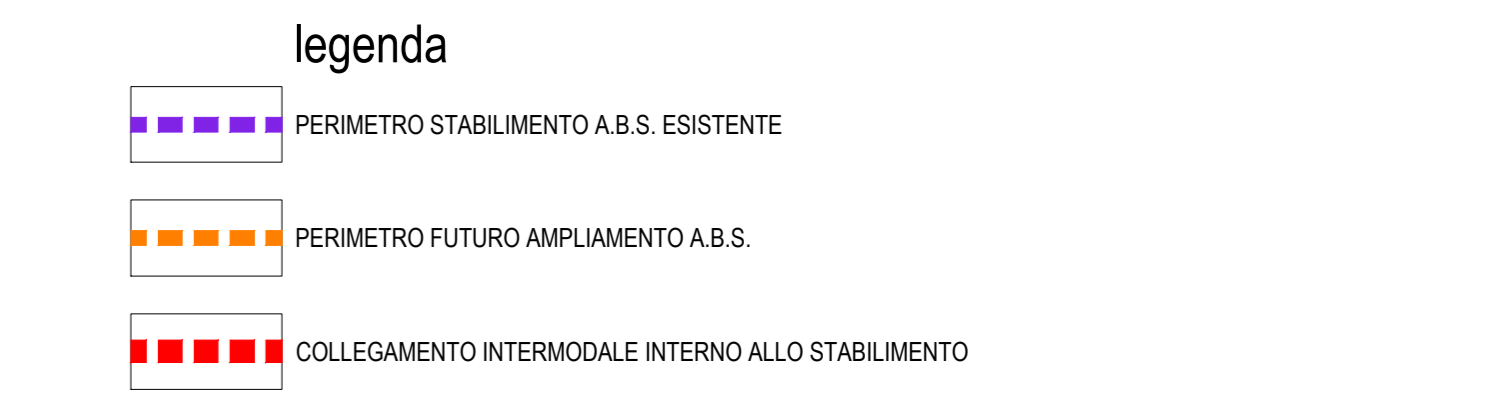 legenda
PERIMETRO STABILIMENTO A.B.S. ESISTENTE
PERIMETRO FUTURO AMPLIAMENTO A.B.S.
COLLEGAMENTO INTERMODALE INTERNO ALLO STABILIMENTO